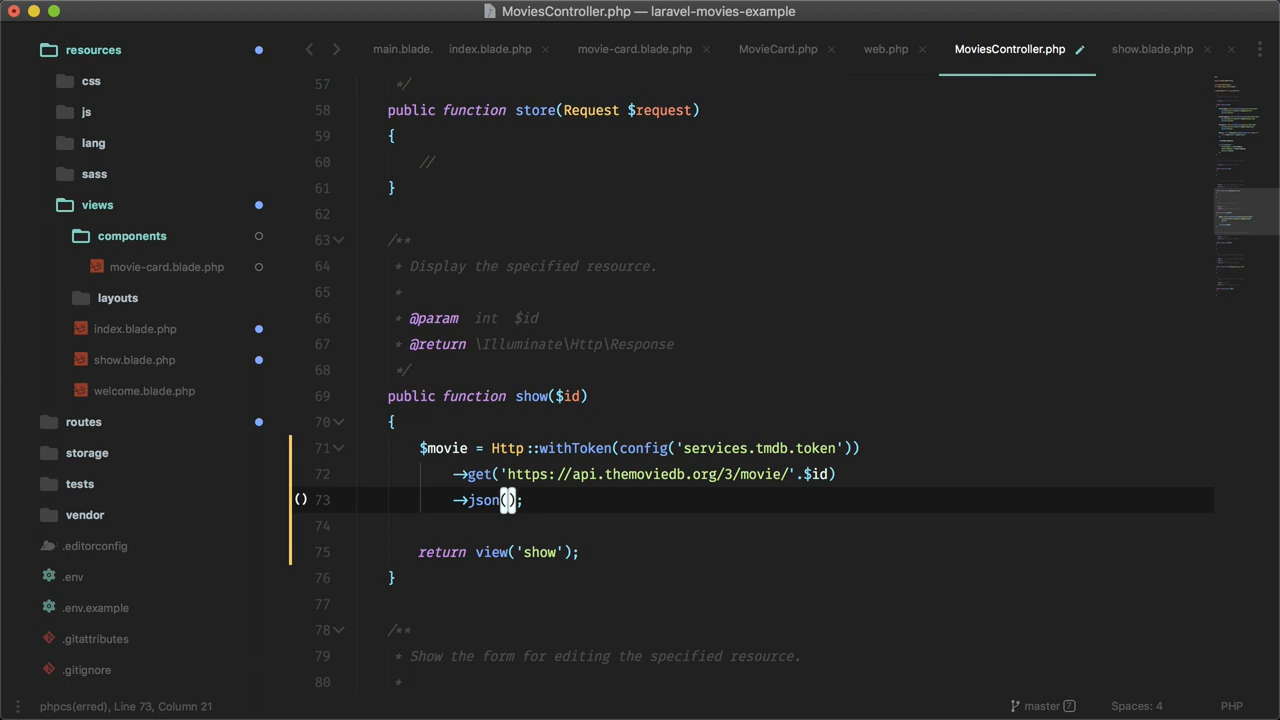 MoviesController.php — laravel-movies-example
main.blade. index.blade.php movie-card.blade.php MovieCard.php web.php MoviesController.php show.blade.php
resources
css
js
lang
sass
views
components
movie-card.blade.php
layouts
index.blade.php
show.blade.php
welcome.blade.php
routes
storage
tests
vendor
.editorconfig
.env
.env.example
.gitattributes
.gitignore
57 */
58 public function store(Request $request)
59 {
60 //
61 }
62
63 /**
64 * Display the specified resource.
65 *
66 * @param int $id
67 * @return \Illuminate\Http\Response
68 */
69 public function show($id)
70 {
71 $movie = Http::withToken(config('services.tmdb.token'))
72 ->get('https://api.themoviedb.org/3/movie/'.$id)
() 73 ->json();
74
75 return view('show');
76 }
77
78 /**
79 * Show the form for editing the specified resource.
80 *
phpcs(erred), Line 73, Column 21 master 7 Spaces: 4 PHP